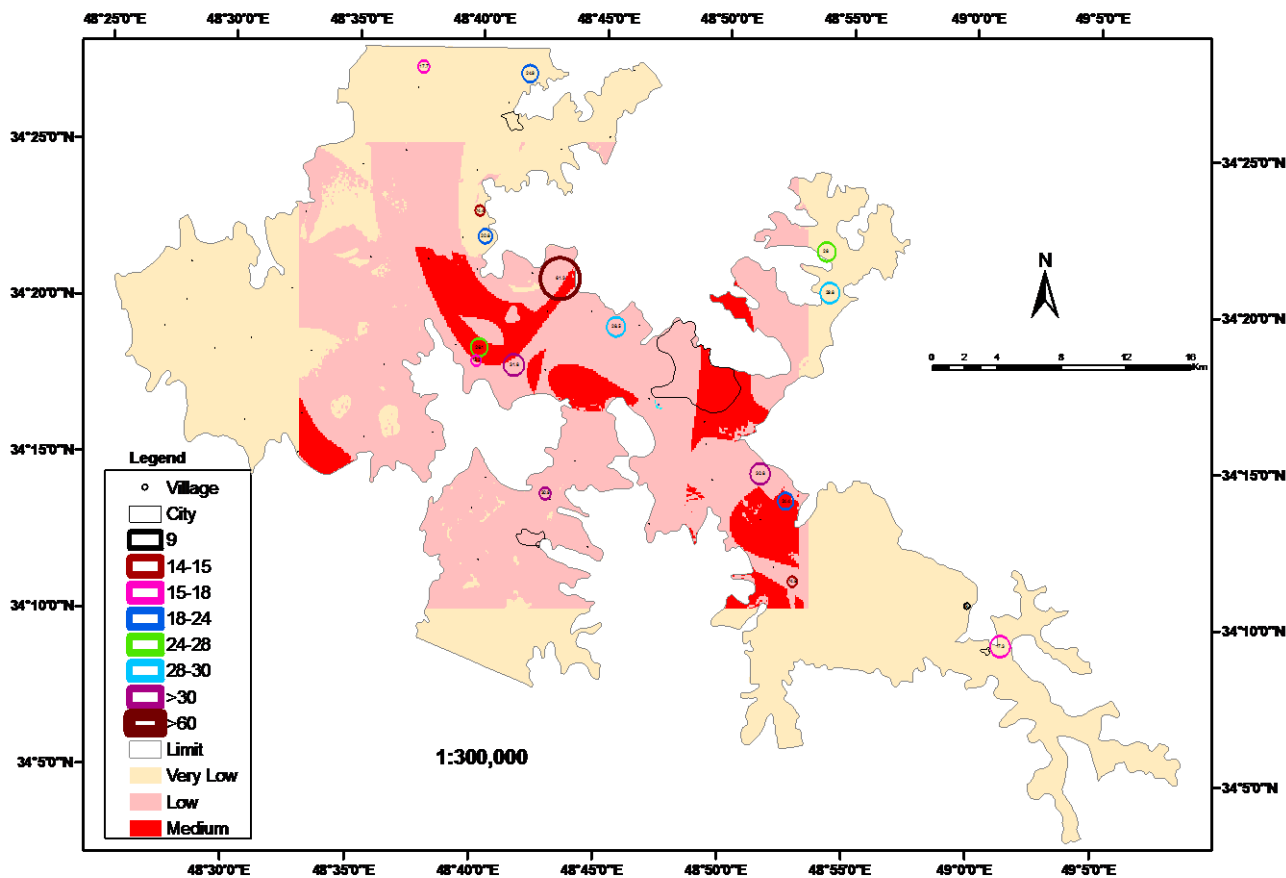 48°25'0"E 48°30'0"E 48°35'0"E 48°40'0"E 48°45'0"E 48°50'0"E 48°55'0"E 49°0'0"E 49°5'0"E
34°25'0"N
34°25'0"N
34°20'0"N
34°20'0"N
34°15'0"N
34°15'0"N
34°10'0"N
34°10'0"N
34°5'0"N
34°5'0"N
N
0 2 4 8 12 16
Km
Legend
Village
City
9
14-15
15-18
18-24
24-28
28-30
>30
>60
Limit
Very Low
Low
Medium
1:300,000
48°30'0"E 48°35'0"E 48°40'0"E 48°45'0"E 48°50'0"E 48°55'0"E 49°0'0"E 49°5'0"E